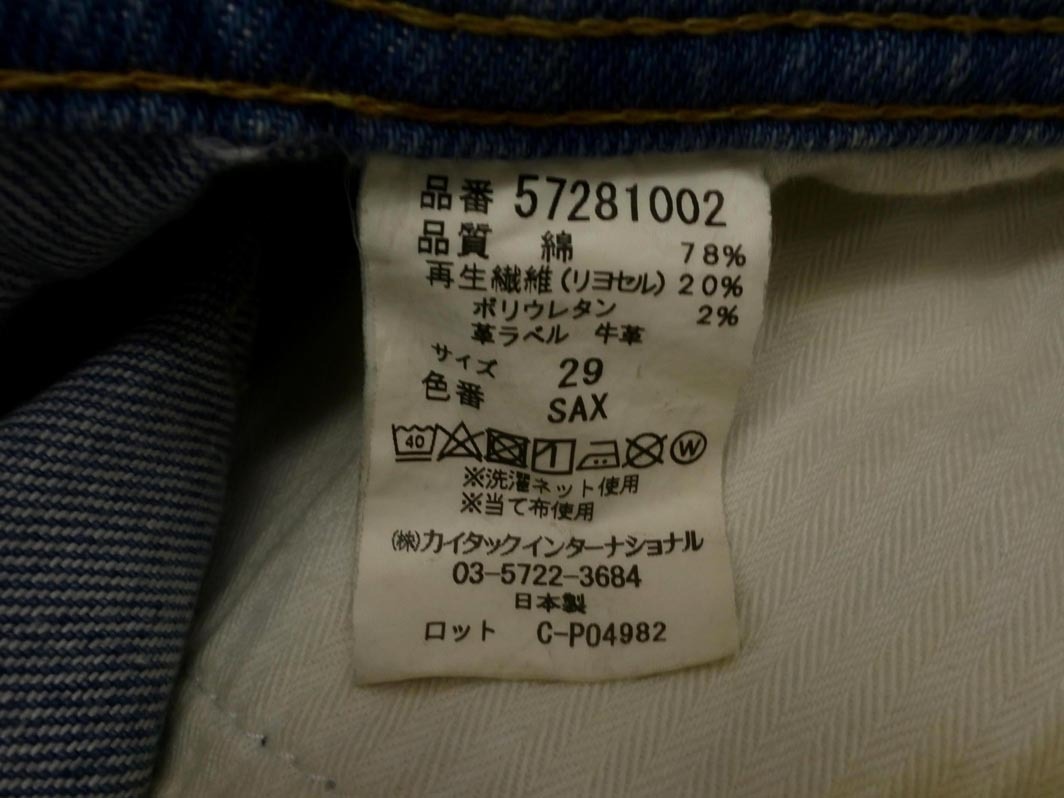 品番 57281002
品質 綿 78%
再生繊維(リヨセル) 20%
ポリウレタン 2%
革ラベル 牛革
サイズ 29
色番 SAX
40 W
※洗濯ネット使用
※当て布使用
(株)カイタックインターナショナル
03-5722-3684
日本製
ロット C-P04982